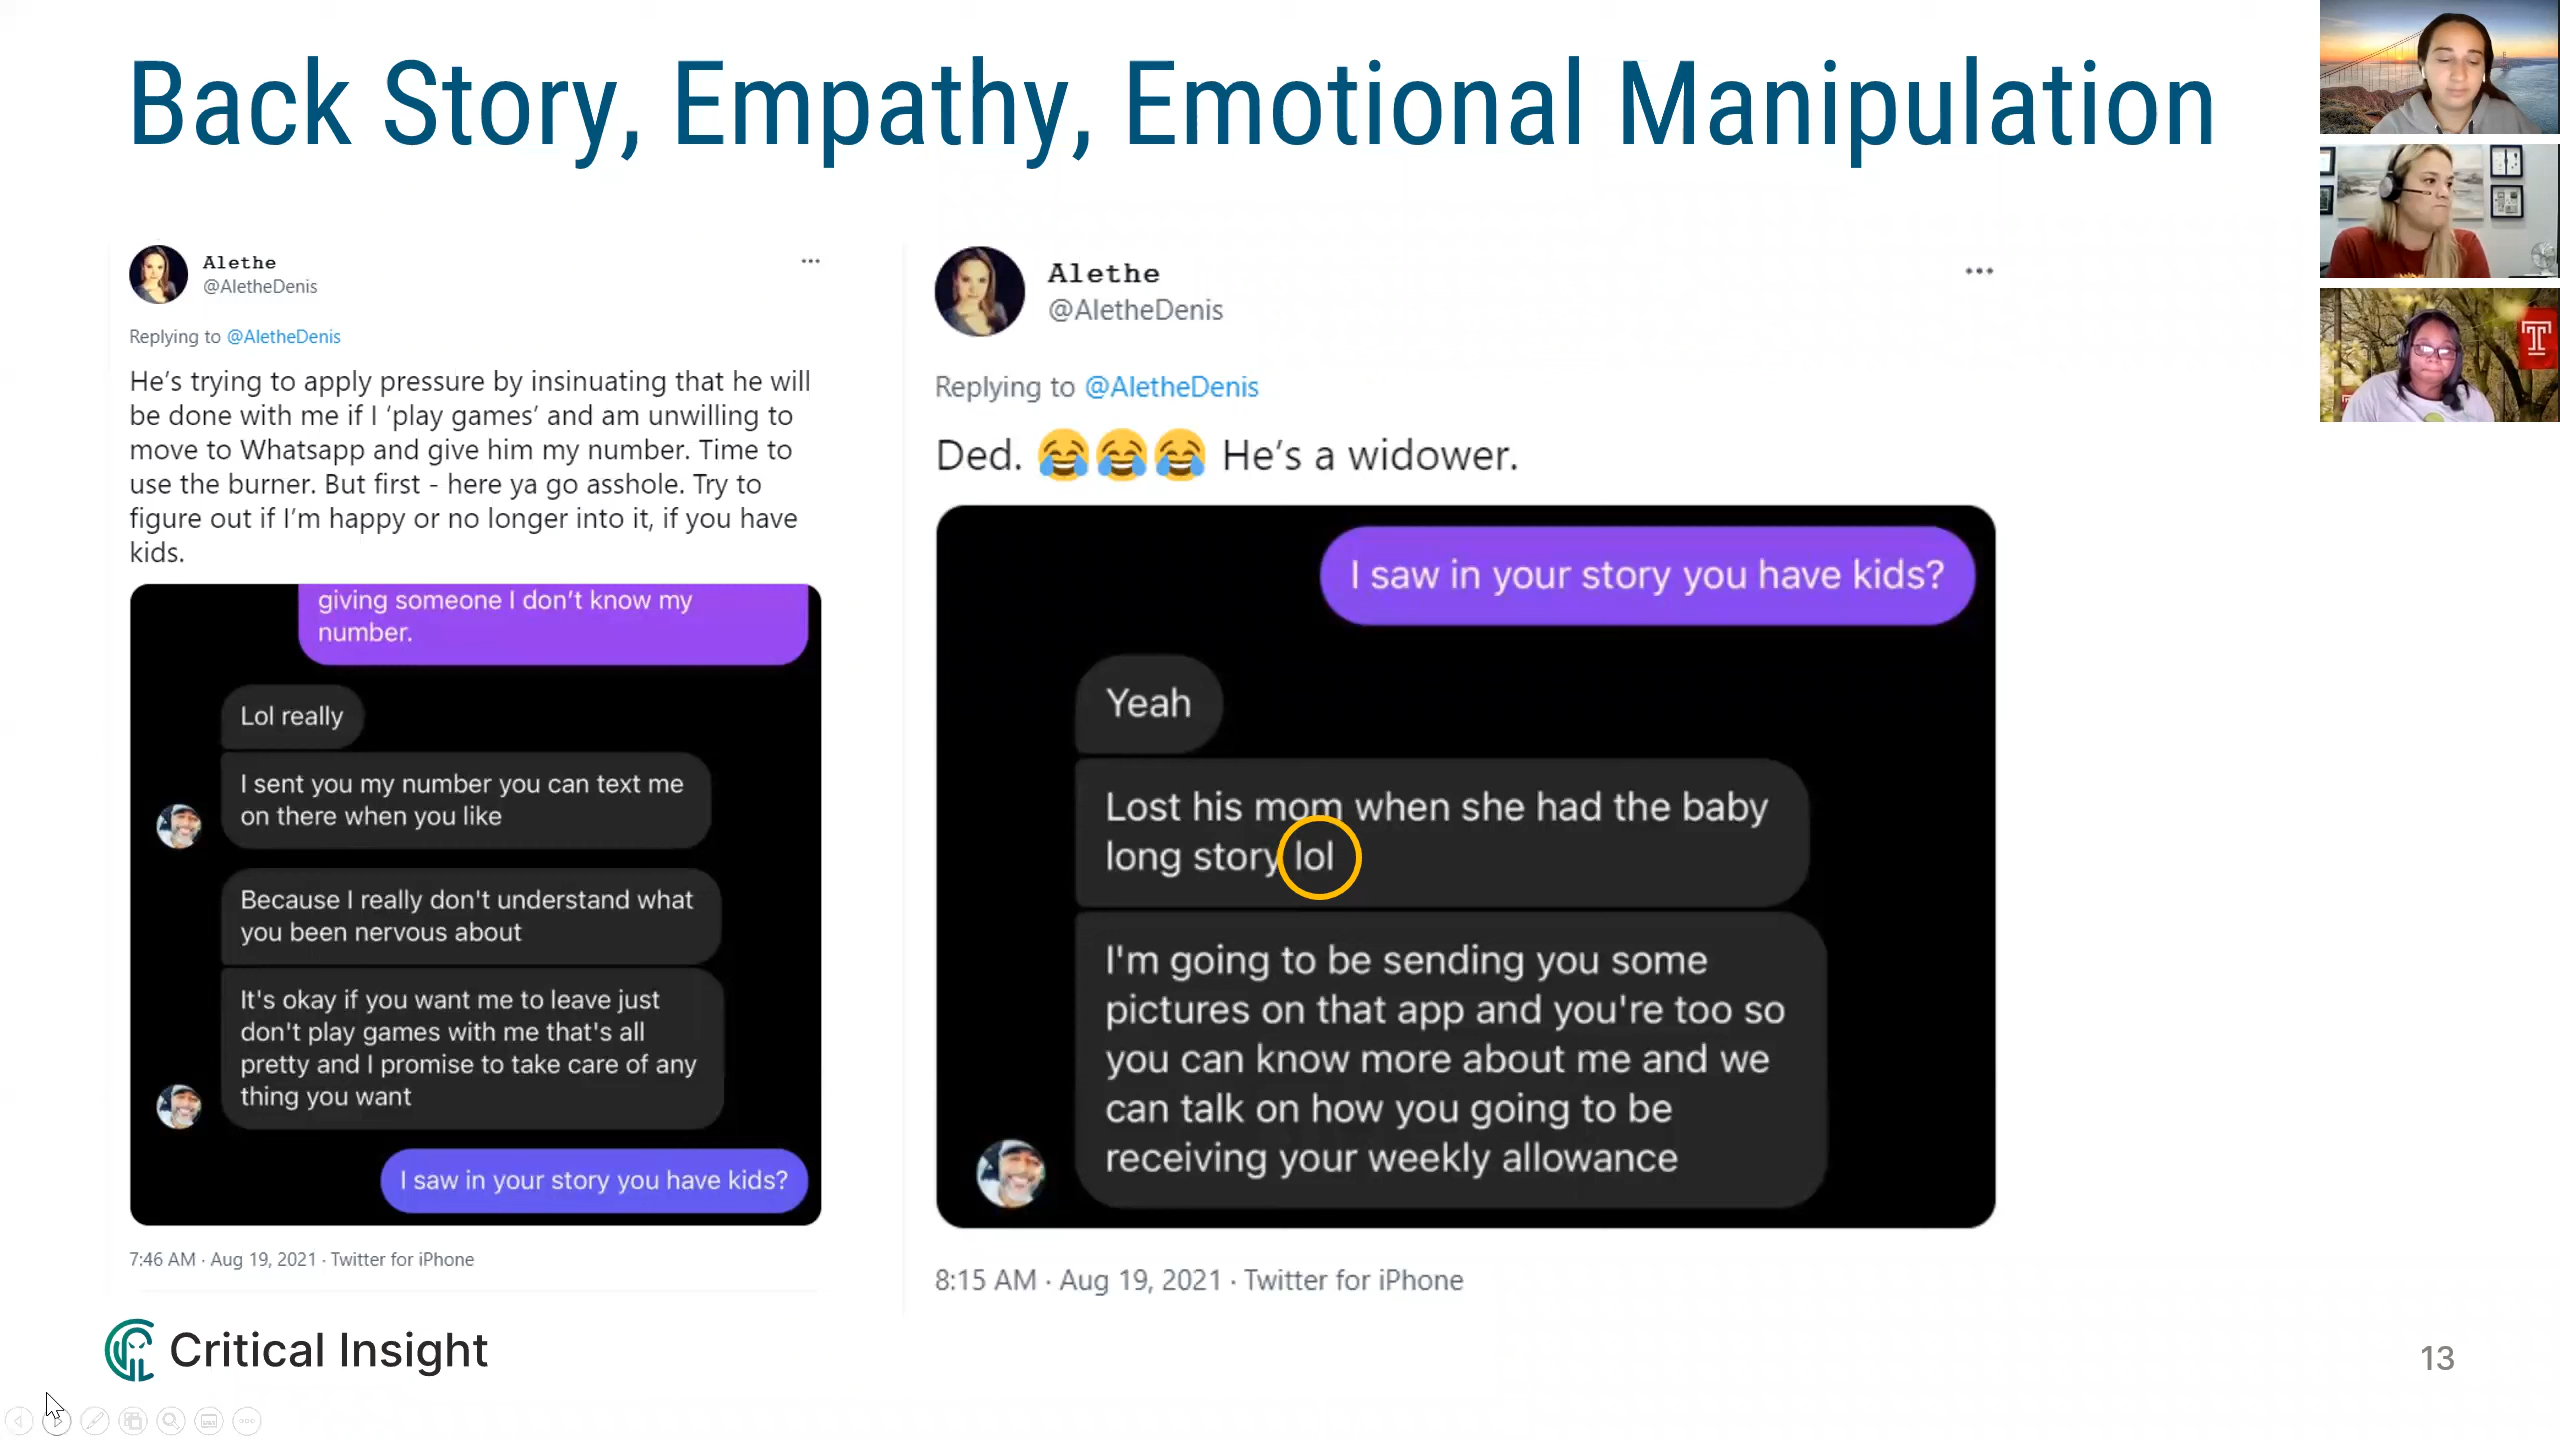 Back Story, Empathy, Emotional Manipulation
Alethe
@AletheDenis
Replying to @AletheDenis
He's trying to apply pressure by insinuating that he will
be done with me if I 'play games' and am unwilling to
move to Whatsapp and give him my number. Time to
use the burner. But first - here ya go asshole. Try to
figure out if I'm happy or no longer into it, if you have
kids.
giving someone I don't know my
number.
Lol really
I sent you my number you can text me
on there when you like
Because I really don't understand what
you been nervous about
It's okay if you want me to leave just
don't play games with me that's all
pretty and I promise to take care of any
thing you want
I saw in your story you have kids?
7:46 AM · Aug 19, 2021 · Twitter for iPhone
Alethe
@AletheDenis
Replying to @AletheDenis
Ded. 😂😂😂 He's a widower.
I saw in your story you have kids?
Yeah
Lost his mom when she had the baby
long story lol
I'm going to be sending you some
pictures on that app and you're too so
you can know more about me and we
can talk on how you going to be
receiving your weekly allowance
8:15 AM · Aug 19, 2021 · Twitter for iPhone
Critical Insight
13